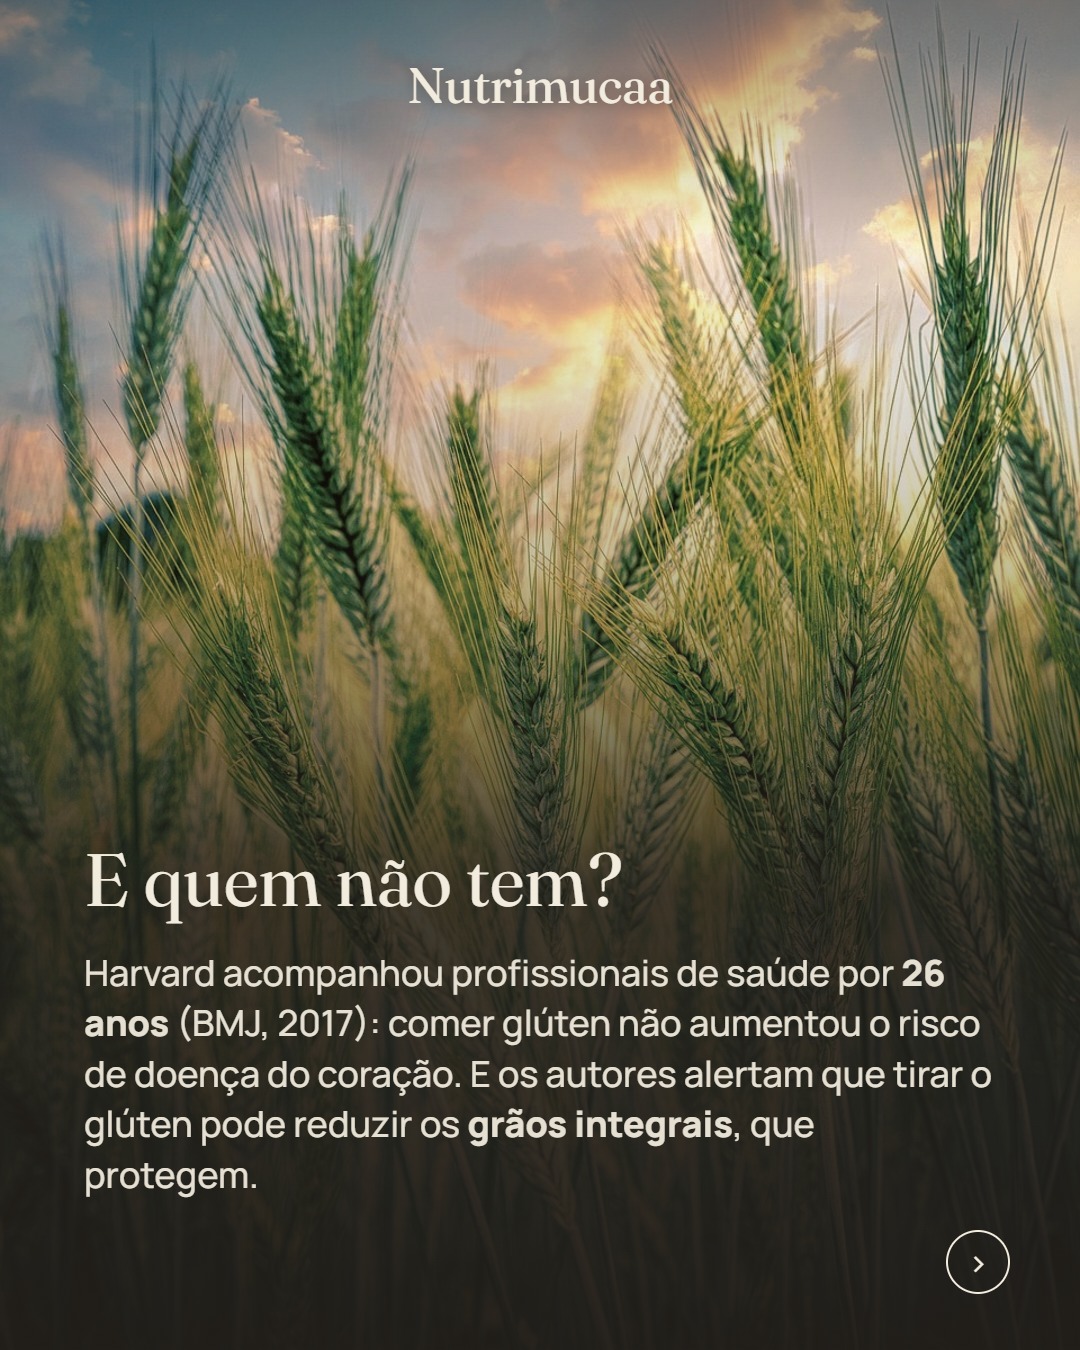 Nutrimucaa
E quem não tem?
Harvard acompanhou profissionais de saúde por 26
anos (BMJ, 2017): comer glúten não aumentou o risco
de doença do coração. E os autores alertam que tirar o
glúten pode reduzir os grãos integrais, que
protegem.